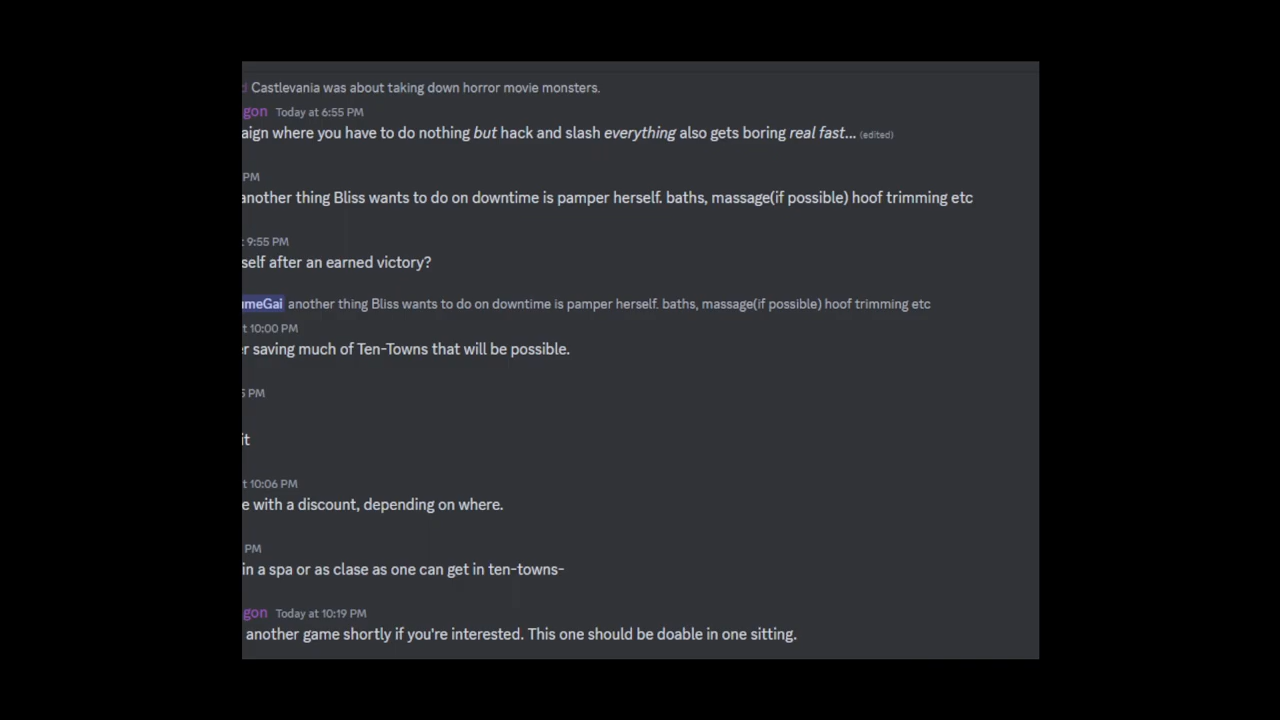 Castlevania was about taking down horror movie monsters.
gon Today at 6:55 PM
aign where you have to do nothing but hack and slash everything also gets boring real fast... (edited)
PM
another thing Bliss wants to do on downtime is pamper herself. baths, massage(if possible) hoof trimming etc
9:55 PM
self after an earned victory?
umeGai another thing Bliss wants to do on downtime is pamper herself. baths, massage(if possible) hoof trimming etc
t 10:00 PM
er saving much of Ten-Towns that will be possible.
5 PM
it
t 10:06 PM
e with a discount, depending on where.
PM
in a spa or as clase as one can get in ten-towns-
gon Today at 10:19 PM
another game shortly if you're interested. This one should be doable in one sitting.